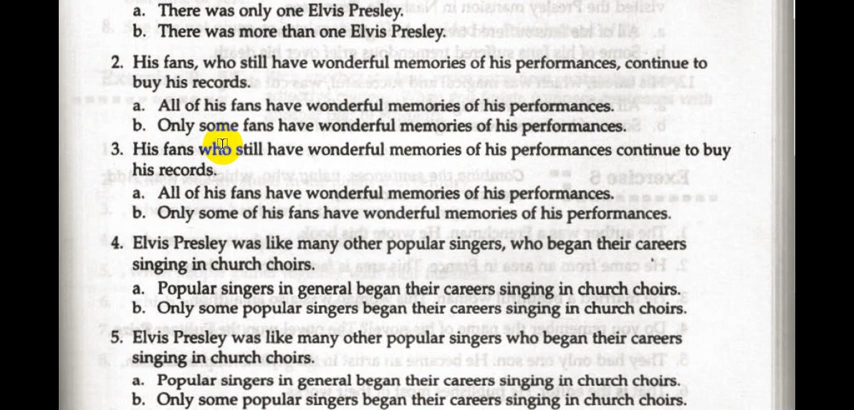 a. There was only one Elvis Presley.
b. There was more than one Elvis Presley.
2. His fans, who still have wonderful memories of his performances, continue to
buy his records.
a. All of his fans have wonderful memories of his performances.
b. Only some fans have wonderful memories of his performances.
3. His fans who still have wonderful memories of his performances continue to buy
his records.
a. All of his fans have wonderful memories of his performances.
b. Only some of his fans have wonderful memories of his performances.
4. Elvis Presley was like many other popular singers, who began their careers
singing in church choirs.
a. Popular singers in general began their careers singing in church choirs.
b. Only some popular singers began their careers singing in church choirs.
5. Elvis Presley was like many other popular singers who began their careers
singing in church choirs.
a. Popular singers in general began their careers singing in church choirs.
b. Only some popular singers began their careers singing in church choirs.